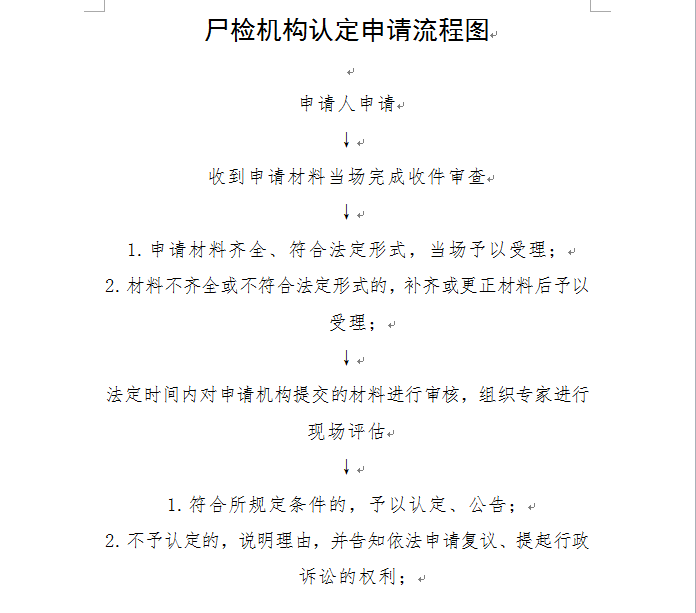 尸检机构认定申请流程图
申请人申请
↓
收到申请材料当场完成收件审查
↓
1. 申请材料齐全、符合法定形式，当场予以受理；
2. 材料不齐全或不符合法定形式的，补齐或更正材料后予以
受理；
↓
法定时间内对申请机构提交的材料进行审核，组织专家进行
现场评估
↓
1. 符合所规定条件的，予以认定、公告；
2. 不予认定的，说明理由，并告知依法申请复议、提起行政
诉讼的权利；